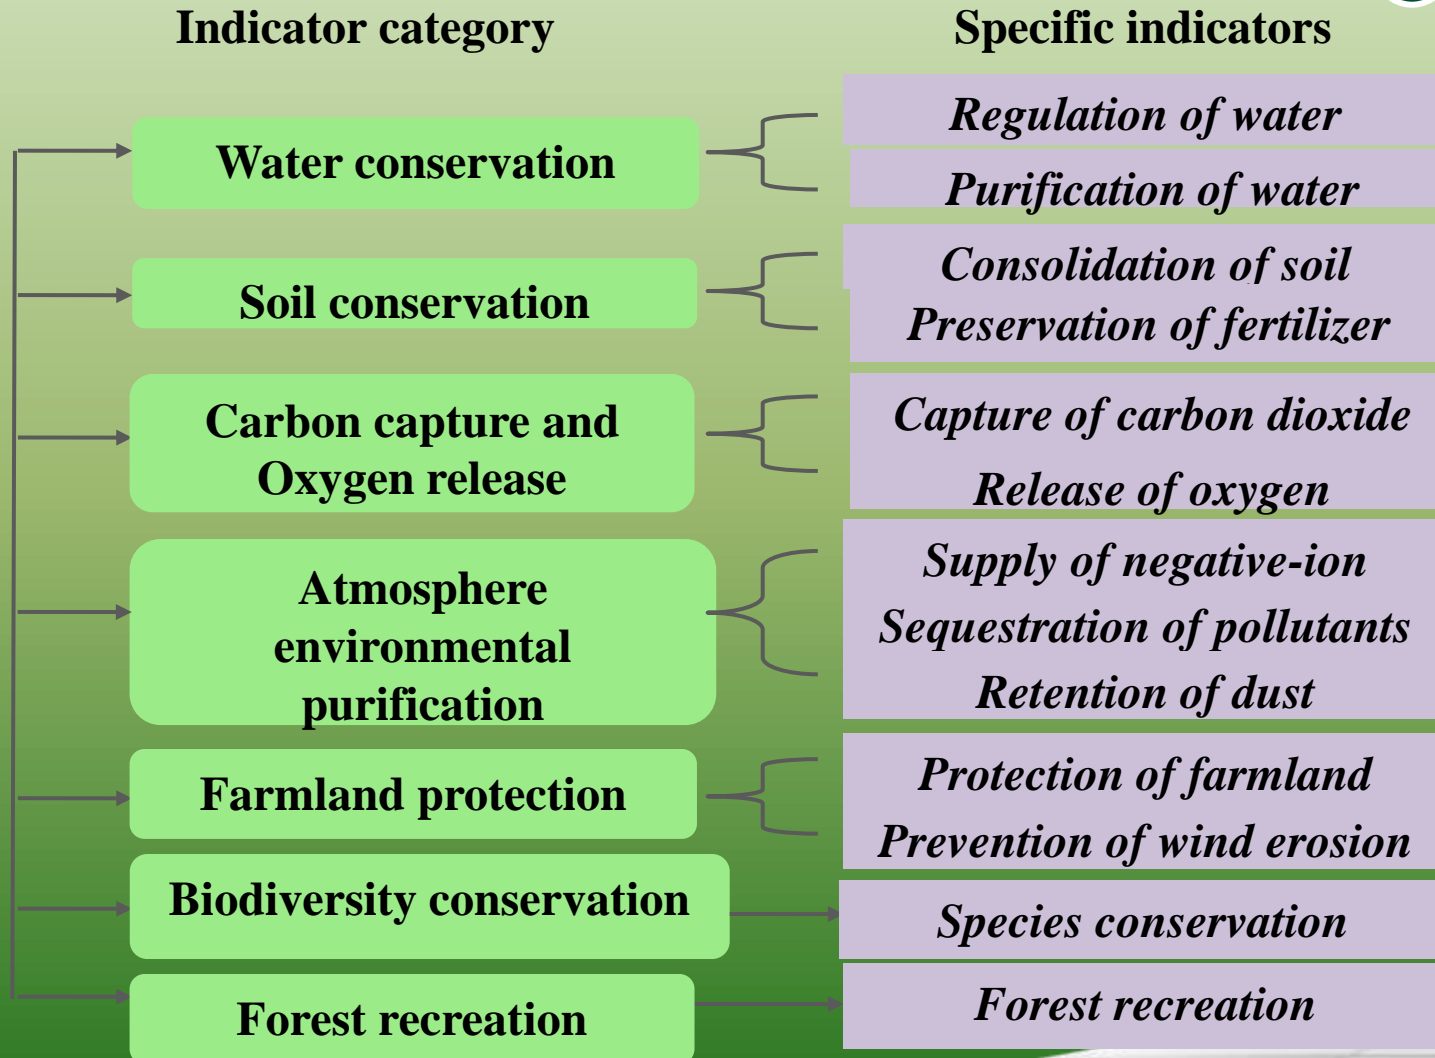 Indicator category
Specific indicators
Water conservation
Regulation of water
Purification of water
Soil conservation
Consolidation of soil
Preservation of fertilizer
Carbon capture and
Oxygen release
Capture of carbon dioxide
Release of oxygen
Atmosphere
environmental
purification
Supply of negative-ion
Sequestration of pollutants
Retention of dust
Farmland protection
Protection of farmland
Prevention of wind erosion
Biodiversity conservation
Species conservation
Forest recreation
Forest recreation